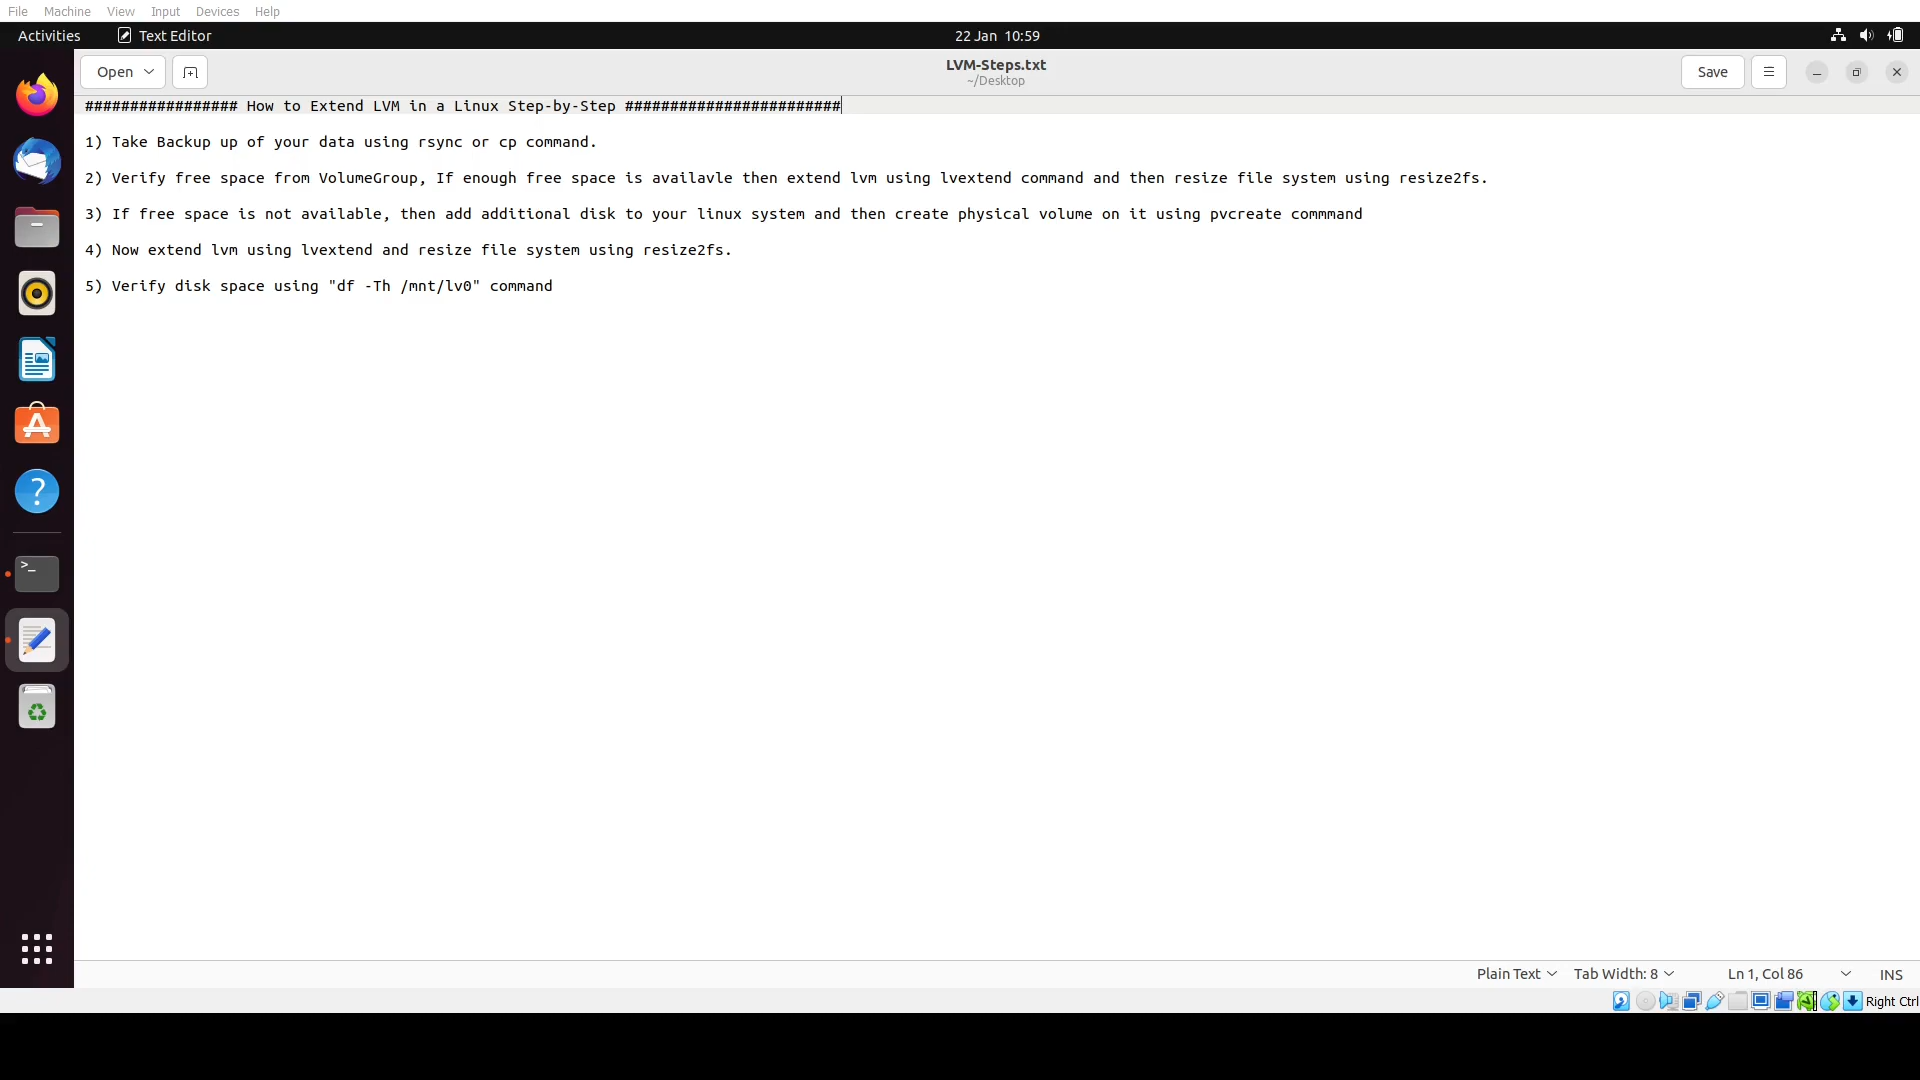 File Machine View Input Devices Help
Activities Text Editor 22 Jan 10:59
Open LVM-Steps.txt Save
~/Desktop
################# How to Extend LVM in a Linux Step-by-Step ########################
1) Take Backup up of your data using rsync or cp command.
2) Verify free space from VolumeGroup, If enough free space is availavle then extend lvm using lvextend command and then resize file system using resize2fs.
3) If free space is not available, then add additional disk to your linux system and then create physical volume on it using pvcreate commmand
4) Now extend lvm using lvextend and resize file system using resize2fs.
5) Verify disk space using "df -Th /mnt/lv0" command
Plain Text Tab Width: 8 Ln 1, Col 86 INS
Right Ctrl